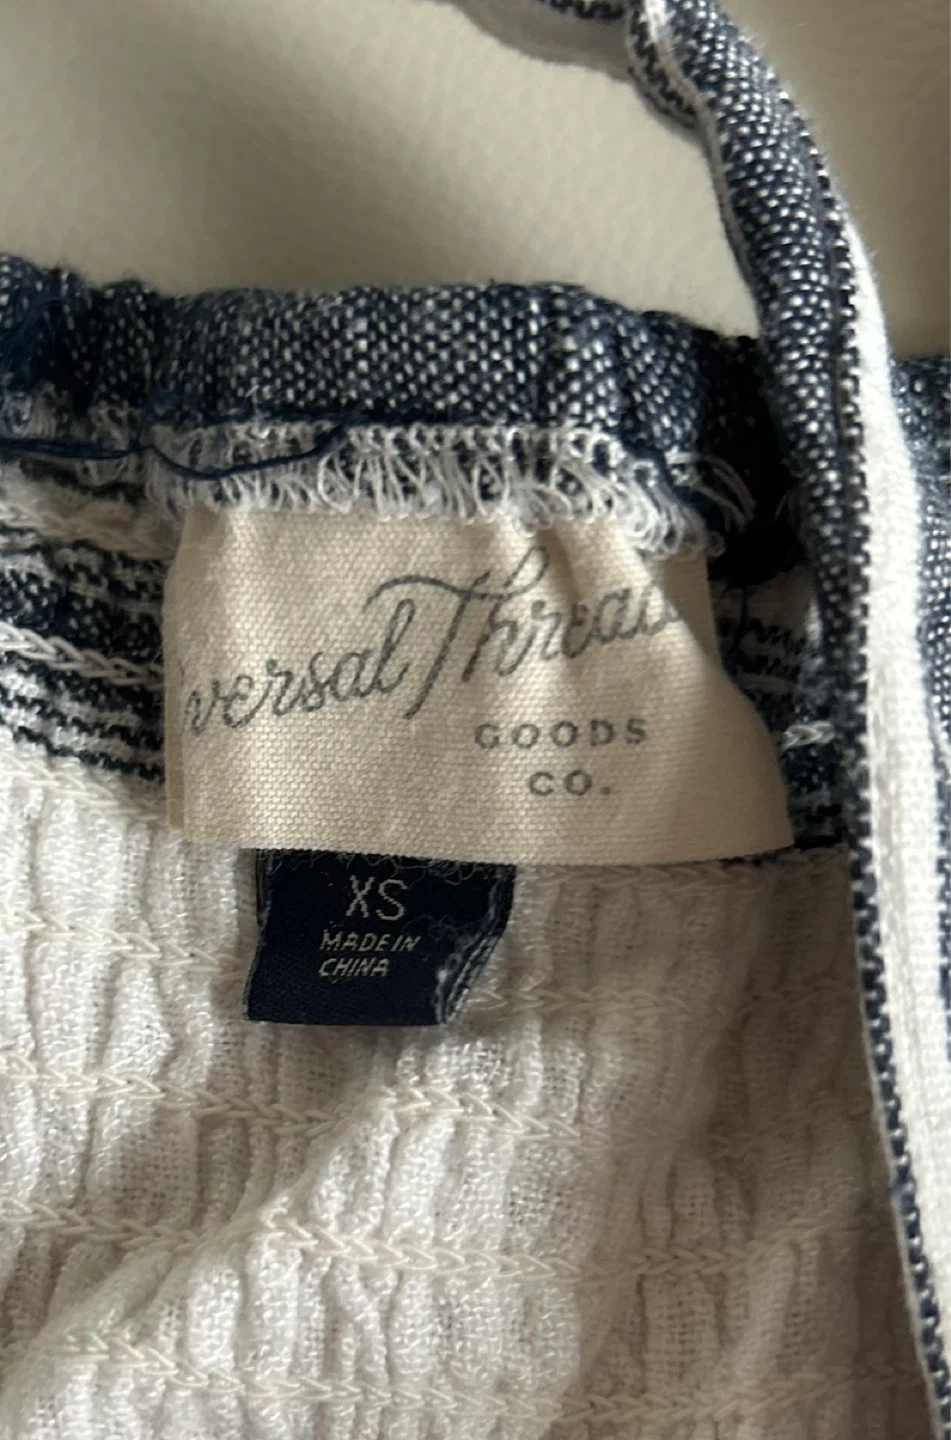 versal Threa
GOODS
CO.
XS
MADE IN
CHINA